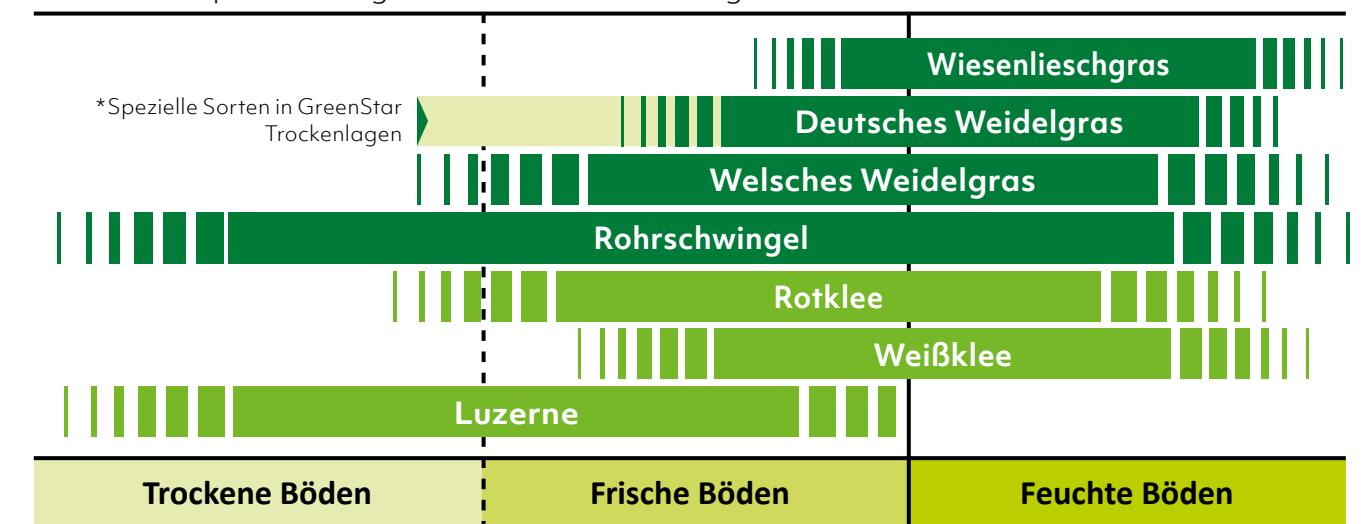 Wiesenlieschgras
*Spezielle Sorten in GreenStar
Trockenlagen
Deutsches Weidelgras
Welsches Weidelgras
Rohrschwingel
Rotklee
Weißklee
Luzerne
Trockene Böden
Frische Böden
Feuchte Böden